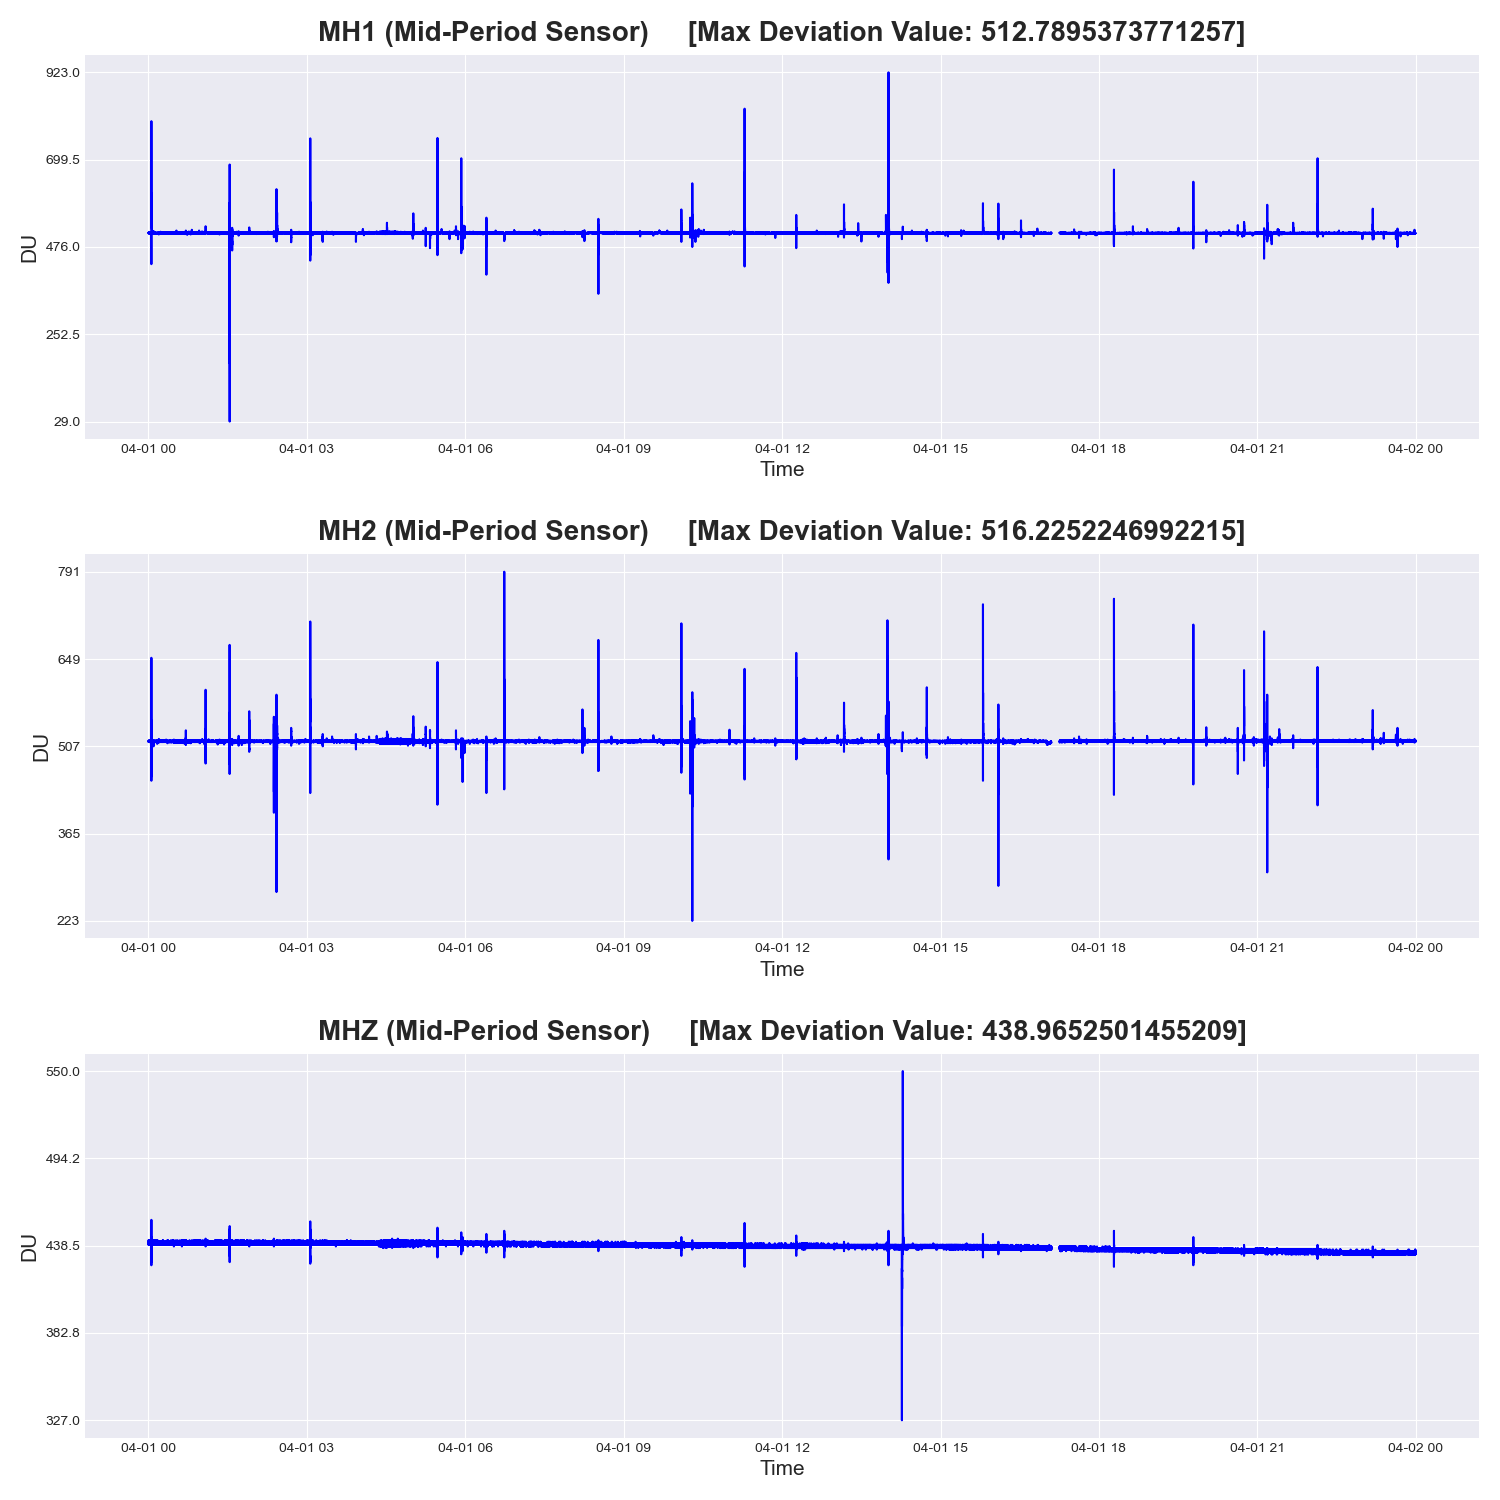 MH1 (Mid-Period Sensor) [Max Deviation Value: 512.7895373771257]
923.0
699.5
476.0
252.5
29.0
DU
04-01 00 04-01 03 04-01 06 04-01 09 04-01 12 04-01 15 04-01 18 04-01 21 04-02 00
Time
MH2 (Mid-Period Sensor) [Max Deviation Value: 516.2252246992215]
791
649
507
365
223
DU
04-01 00 04-01 03 04-01 06 04-01 09 04-01 12 04-01 15 04-01 18 04-01 21 04-02 00
Time
MHZ (Mid-Period Sensor) [Max Deviation Value: 438.9652501455209]
550.0
494.2
438.5
382.8
327.0
DU
04-01 00 04-01 03 04-01 06 04-01 09 04-01 12 04-01 15 04-01 18 04-01 21 04-02 00
Time